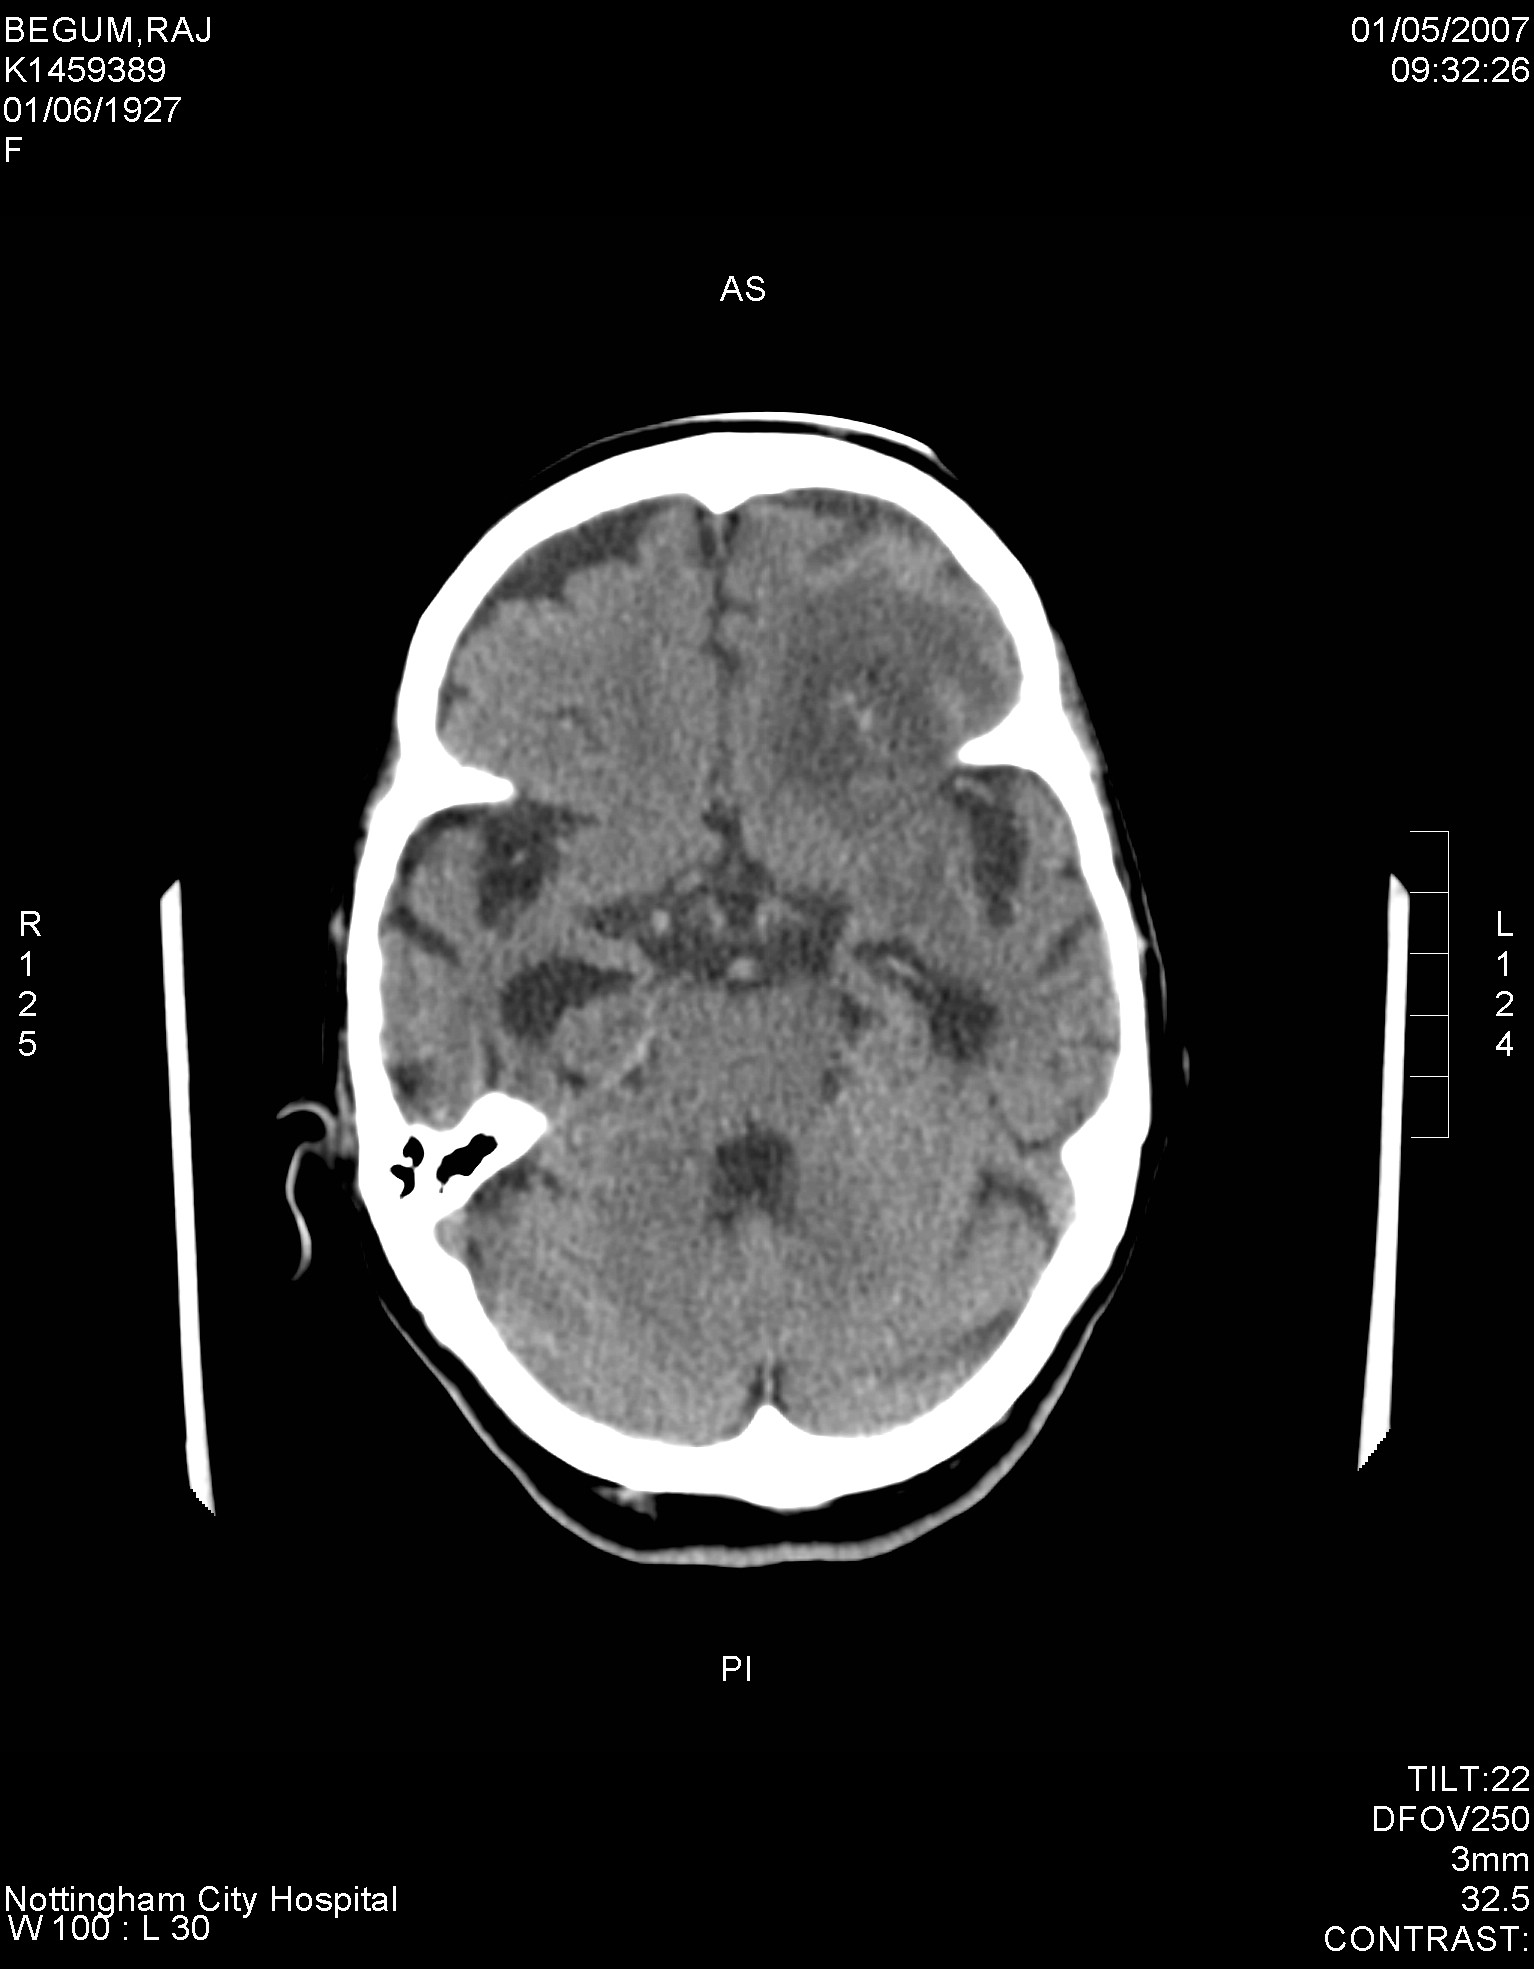 BEGUM,RAJ
K1459389
01/06/1927
F
01/05/2007
09:32:26
AS
R
1
2
5
L
1
2
4
PI
TILT:22
DFOV250
3mm
32.5
CONTRAST:
Nottingham City Hospital
W 100 : L 30